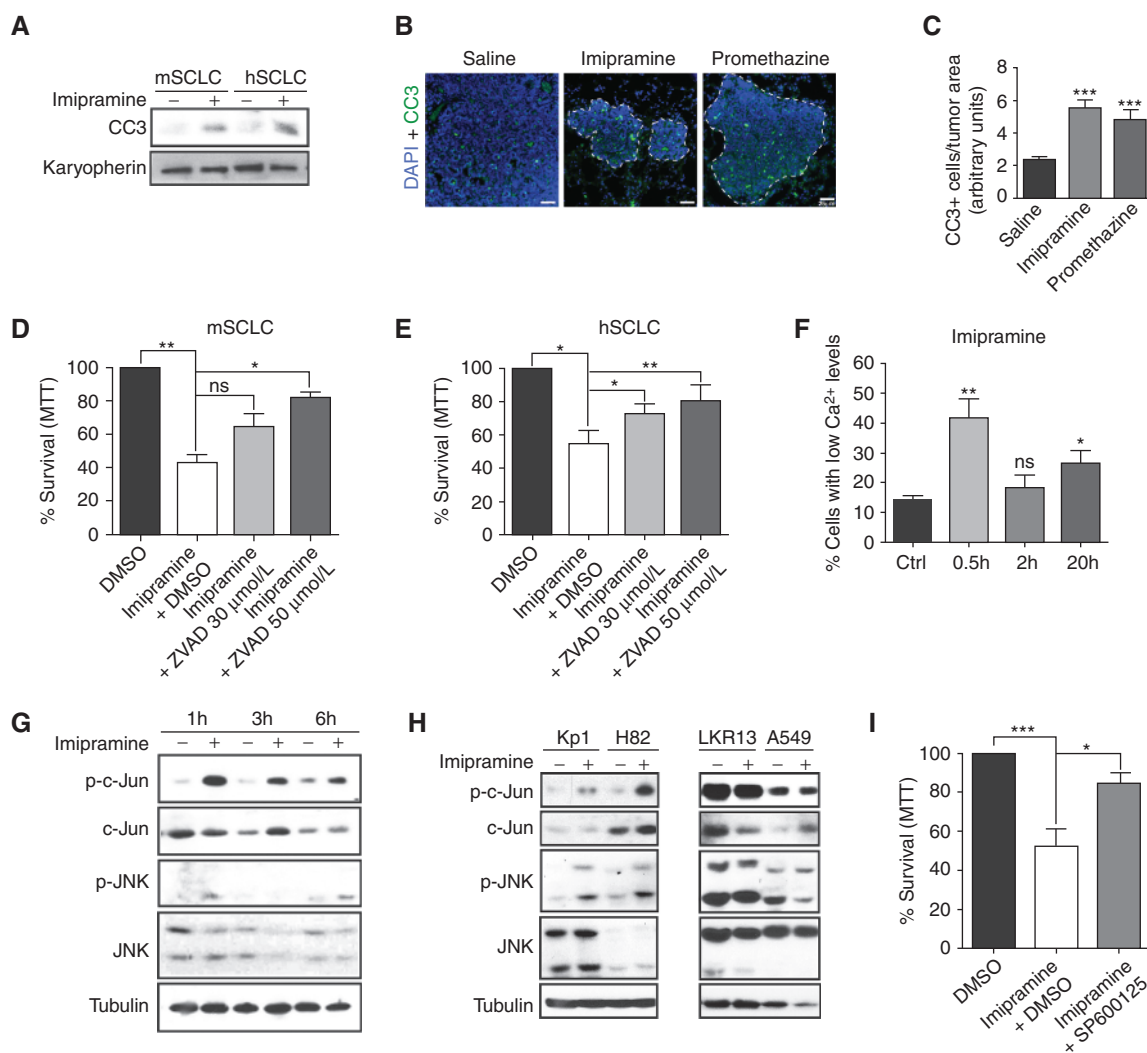 A
mSCLC hSCLC
Imipramine – + – +
CC3
Karyopherin
B
Saline Imipramine Promethazine
DAPI + CC3
C
CC3+ cells/tumor area
(arbitrary units)
8
6
4
2
0
***
***
Saline
Imipramine
Promethazine
D
mSCLC
% Survival (MTT)
100
80
60
40
20
0
**
*
ns
DMSO
Imipramine
+ DMSO
Imipramine
+ ZVAD 30 μmol/L
Imipramine
+ ZVAD 50 μmol/L
E
hSCLC
% Survival (MTT)
100
80
60
40
20
0
*
**
*
DMSO
Imipramine
+ DMSO
Imipramine
+ ZVAD 30 μmol/L
Imipramine
+ ZVAD 50 μmol/L
F
Imipramine
% Cells with low Ca2+ levels
60
50
40
30
20
10
0
**
ns
*
Ctrl 0.5h 2h 20h
G
1h 3h 6h
Imipramine – + – + – +
p-c-Jun
c-Jun
p-JNK
JNK
Tubulin
H
Kp1 H82 LKR13 A549
Imipramine – + – + – + – +
p-c-Jun
c-Jun
p-JNK
JNK
Tubulin
I
% Survival (MTT)
100
80
60
40
20
0
***
*
DMSO
Imipramine
+ DMSO
Imipramine
+ SP600125